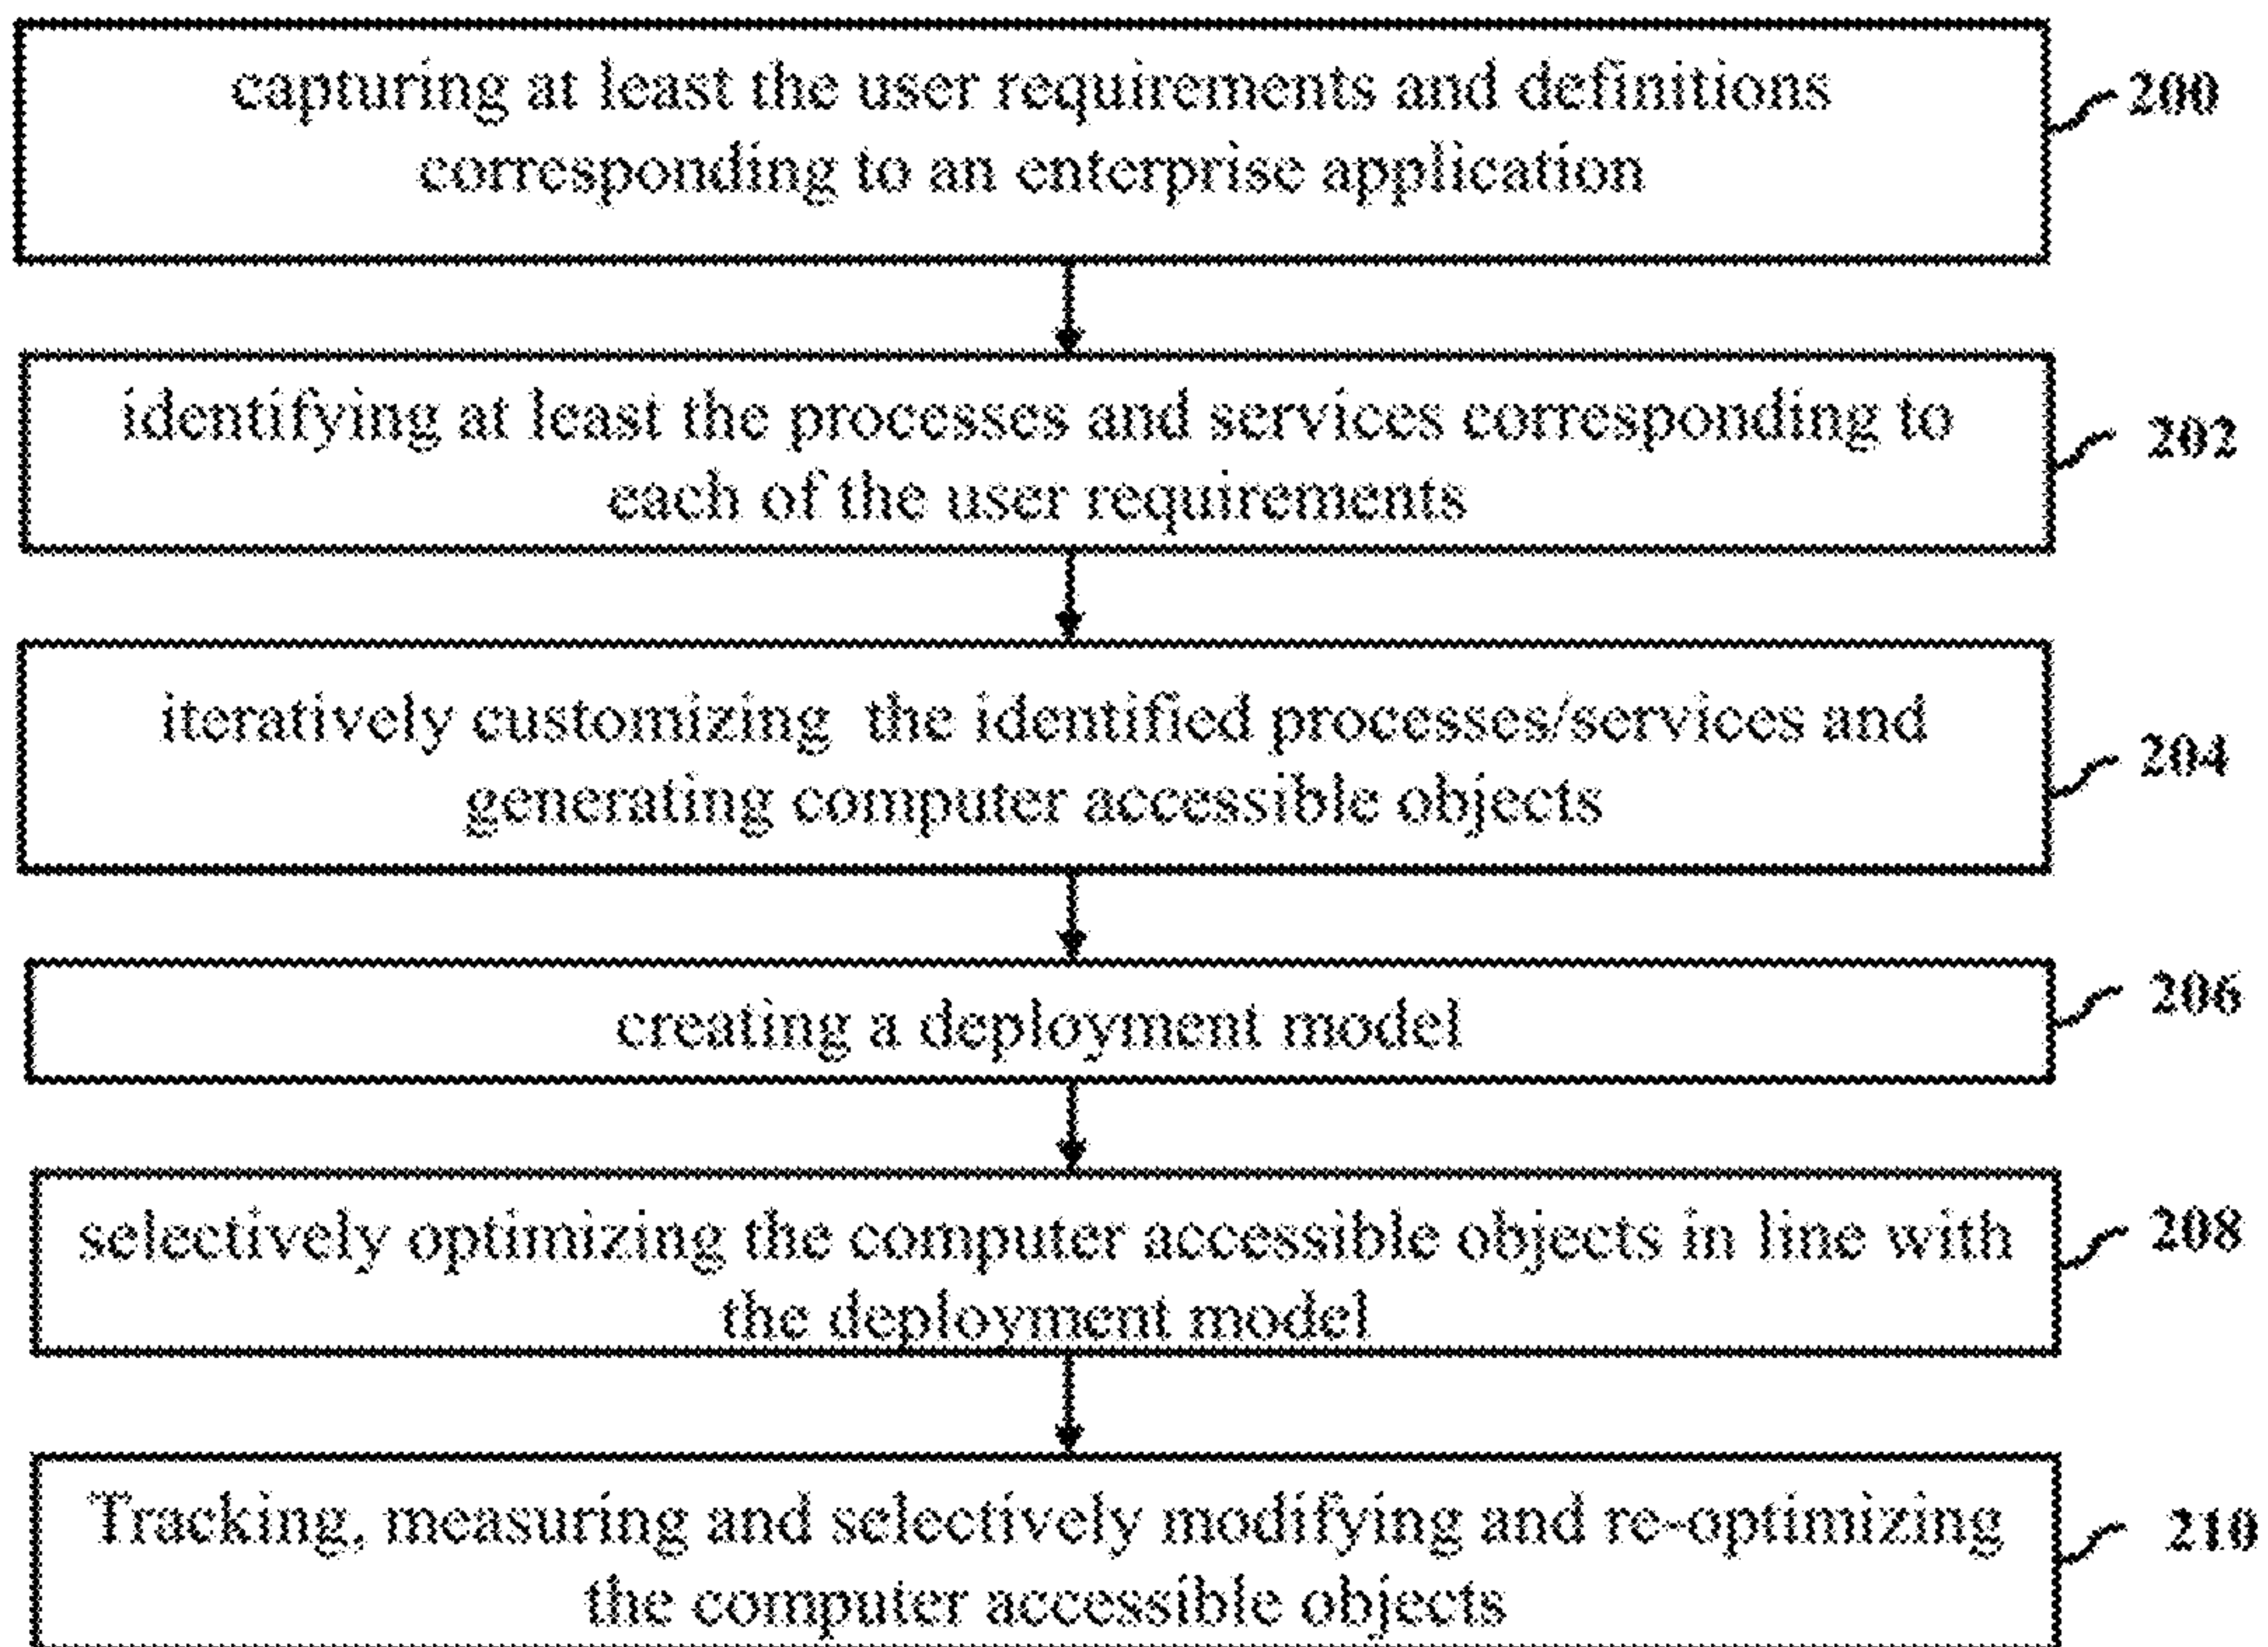 capturing at least the user requirements and definitions
200
corresponding to an enterprise application
identifying at least the processes and services corresponding to
202
each of the user requirements
iteratively customizing the identified processes/services and
204
generating computer accessible objects
206
creating a deployment model
selectively optimizing the computer accessible objects in line with
208
the deployment model
Tracking, measuring and selectively modifying and re-optimizing
210
the computer accessible objects